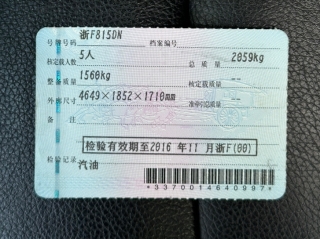 浙F815DN
号牌号码 档案编号
核定载人数 5人 总质量 2059kg
整备质量 1560kg 核定载质量 --
外廓尺寸 4649×1852×1710mm 准牵引总质量 --
备注
检验有效期至2016年11月浙F(00)
检验记录
汽油
*3370014640997*